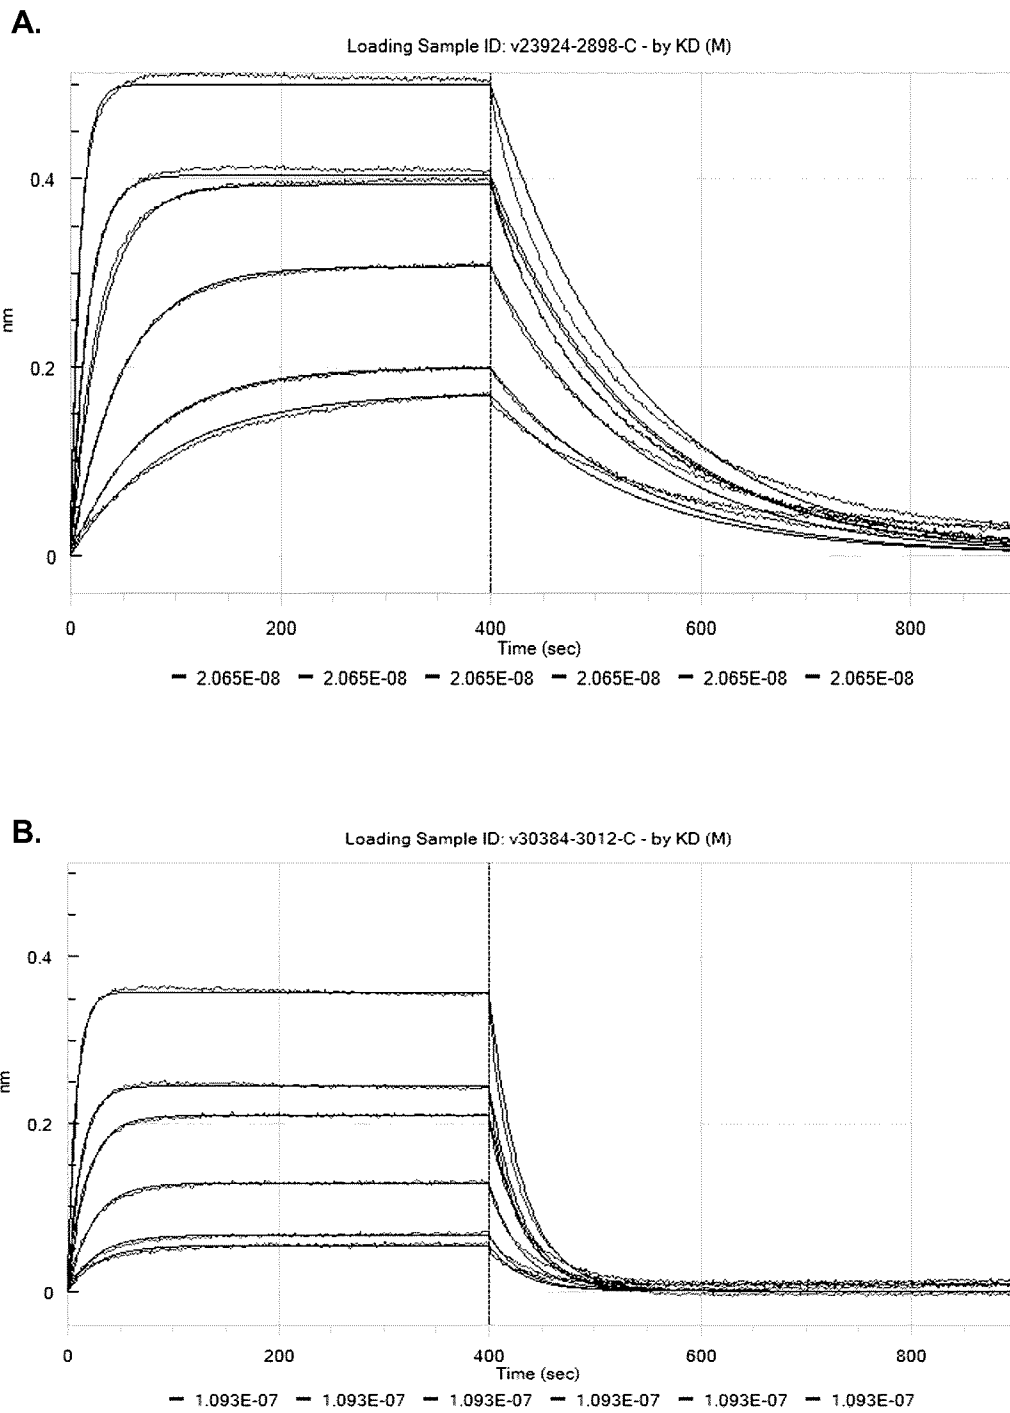 A.
Loading Sample ID: v23924-2898-C - by KD (M)
0.4
0.2
0
nm
0 200 400 600 800
Time (sec)
2.065E-08 2.065E-08 2.065E-08 2.065E-08 2.065E-08 2.065E-08
B.
Loading Sample ID: v30384-3012-C - by KD (M)
0.4
0.2
0
nm
0 200 400 600 800
Time (sec)
1.093E-07 1.093E-07 1.093E-07 1.093E-07 1.093E-07 1.093E-07